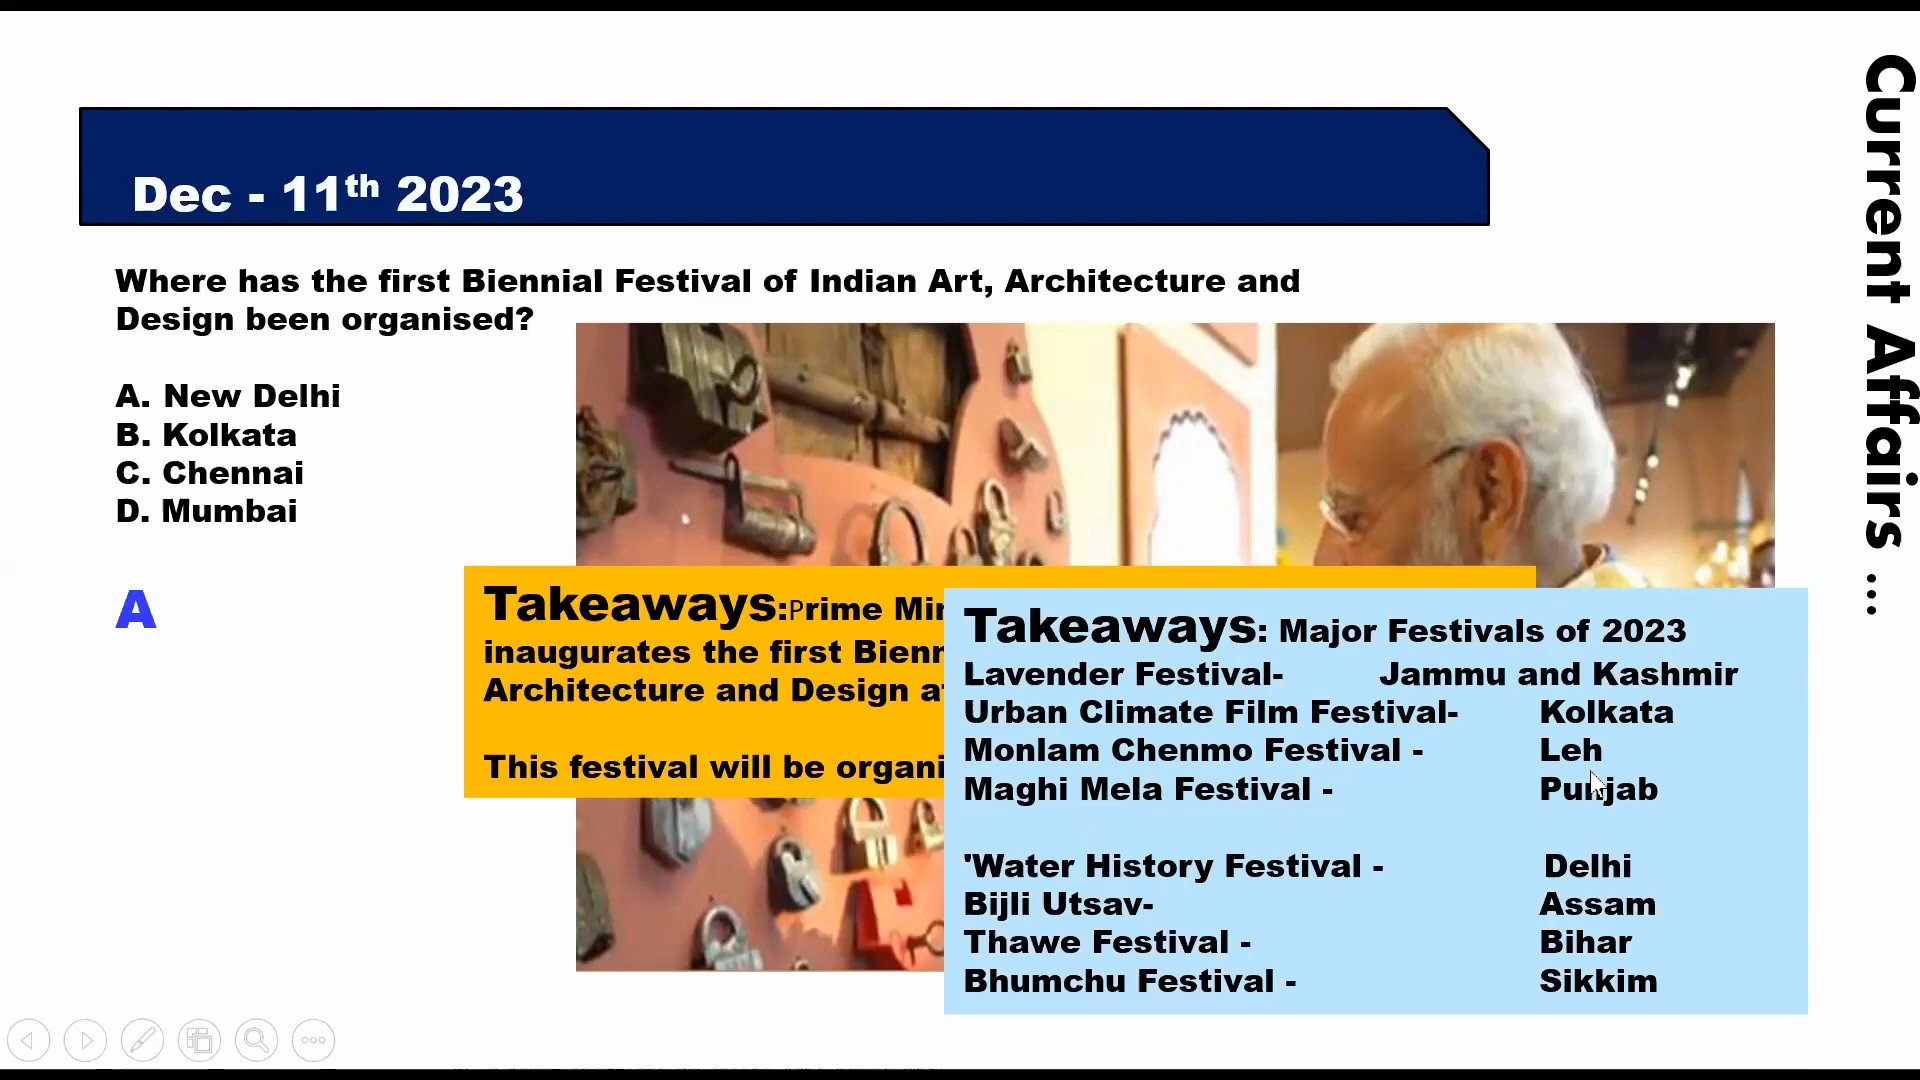 Dec - 11th 2023
Where has the first Biennial Festival of Indian Art, Architecture and
Design been organised?
A. New Delhi
B. Kolkata
C. Chennai
D. Mumbai
A
Takeaways:Prime
inaugurates the first
Architecture and Design
This festival will be
Takeaways: Major Festivals of 2023
Lavender Festival- Jammu and Kashmir
Urban Climate Film Festival- Kolkata
Monlam Chenmo Festival - Leh
Maghi Mela Festival - Punjab
'Water History Festival - Delhi
Bijli Utsav- Assam
Thawe Festival - Bihar
Bhumchu Festival - Sikkim
Current Affairs ...